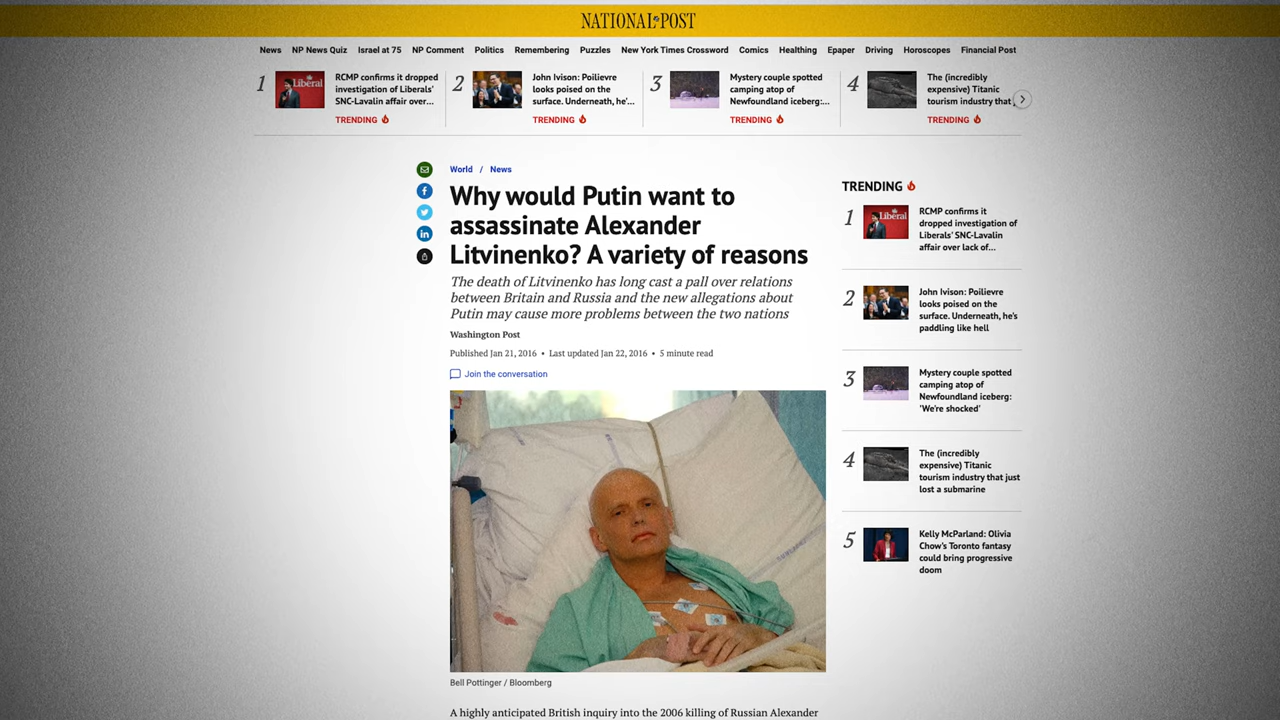 NATIONAL POST
News NP News Quiz Israel at 75 NP Comment Politics Remembering Puzzles New York Times Crossword Comics Healthing Epaper Driving Horoscopes Financial Post
1
RCMP confirms it
dropped
investigation of Liberals'
SNC-Lavalin affair over...
TRENDING
2
John Ivison: Poilievre
looks poised on the
surface. Underneath, he'...
TRENDING
3
Mystery couple spotted
camping atop of
Newfoundland iceberg:...
TRENDING
4
The (incredibly
expensive) Titanic
tourism industry that
TRENDING
Liberal
World / News
Why would Putin want to
assassinate Alexander
Litvinenko? A variety of reasons
The death of Litvinenko has long cast a pall over relations
between Britain and Russia and the new allegations about
Putin may cause more problems between the two nations
Washington Post
Published Jan 21, 2016 • Last updated Jan 22, 2016 • 5 minute read
Join the conversation
Bell Pottinger / Bloomberg
A highly anticipated British inquiry into the 2006 killing of Russian Alexander
TRENDING
1
Liberal
RCMP confirms it
dropped investigation of
Liberals' SNC-Lavalin
affair over lack of...
2
John Ivison: Poilievre
looks poised on the
surface. Underneath, he's
paddling like hell
3
Mystery couple spotted
camping atop of
Newfoundland iceberg:
'We're shocked'
4
The (incredibly
expensive) Titanic
tourism industry that just
lost a submarine
5
Kelly McParland: Olivia
Chow's Toronto fantasy
could bring progressive
doom